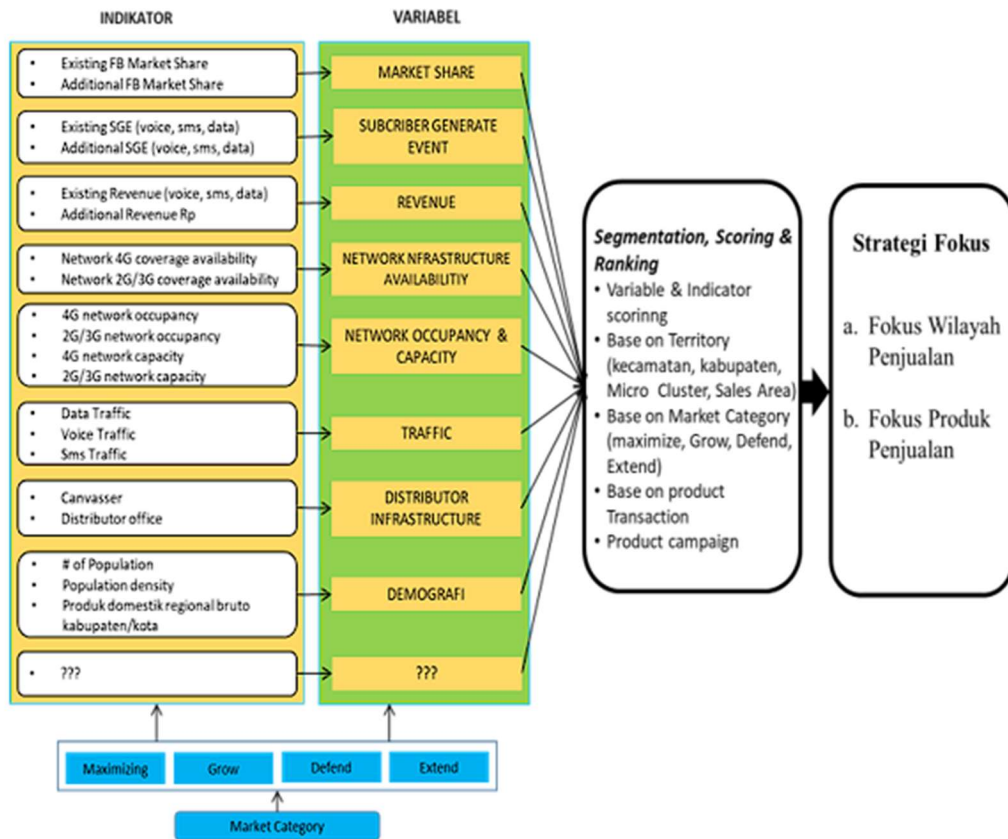 INDIKATOR
VARIABEL
• Existing FB Market Share
• Additional FB Market Share
MARKET SHARE
• Existing SGE (voice, sms, data)
• Additional SGE (voice, sms, data)
SUBCRIBER GENERATE
EVENT
• Existing Revenue (voice, sms, data)
• Additional Revenue Rp
REVENUE
• Network 4G coverage availability
• Network 2G/3G coverage availability
NETWORK NFRASTRUCTURE
AVAILABILITIY
• 4G network occupancy
• 2G/3G network occupancy
• 4G network capacity
• 2G/3G network capacity
NETWORK OCCUPANCY &
CAPACITY
• Data Traffic
• Voice Traffic
• Sms Traffic
TRAFFIC
• Canvasser
• Distributor office
DISTRIBUTOR
INFRASTRUCTURE
• # of Population
• Population density
• Produk domestik regional bruto
kabupaten/kota
DEMOGRAFI
• ???
???
Segmentation, Scoring &
Ranking
• Variable & Indicator
scorinng
• Base on Territory
(kecamatan, kabupaten,
Micro Cluster, Sales Area)
• Base on Market Category
(maximize, Grow, Defend,
Extend)
• Base on product
Transaction
• Product campaign
Strategi Fokus
a. Fokus Wilayah
Penjualan
b. Fokus Produk
Penjualan
Maximizing
Grow
Defend
Extend
Market Category